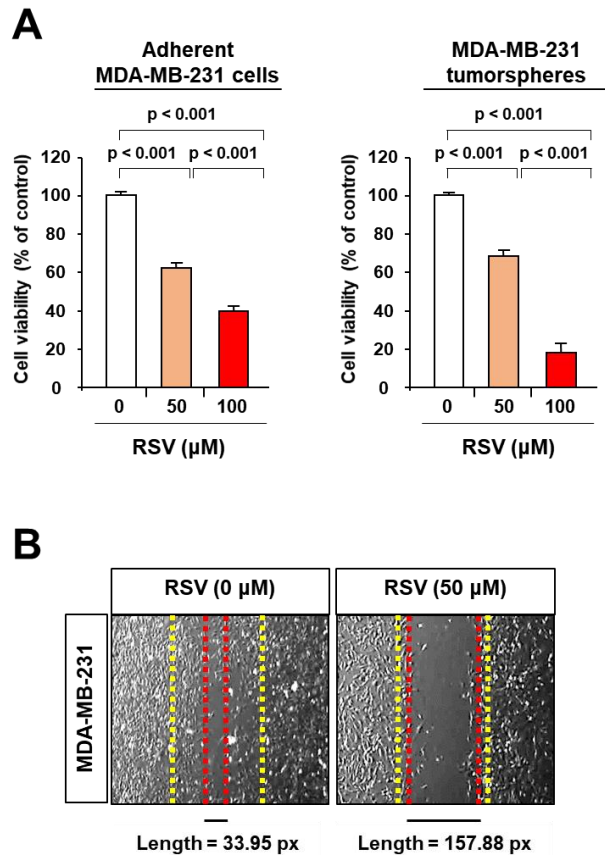 A
Adherent
MDA-MB-231 cells
p < 0.001
p < 0.001 p < 0.001
Cell viability (% of control)
120
100
80
60
40
20
0
0 50 100
RSV (µM)
MDA-MB-231
tumorspheres
p < 0.001
p < 0.001 p < 0.001
Cell viability (% of control)
120
100
80
60
40
20
0
0 50 100
RSV (µM)
B
RSV (0 µM) RSV (50 µM)
MDA-MB-231
Length = 33.95 px Length = 157.88 px